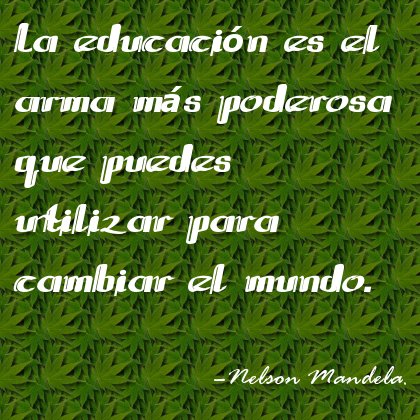 La educación es el
arma más poderosa
que puedes
utilizar para
cambiar el mundo.
-Nelson Mandela.